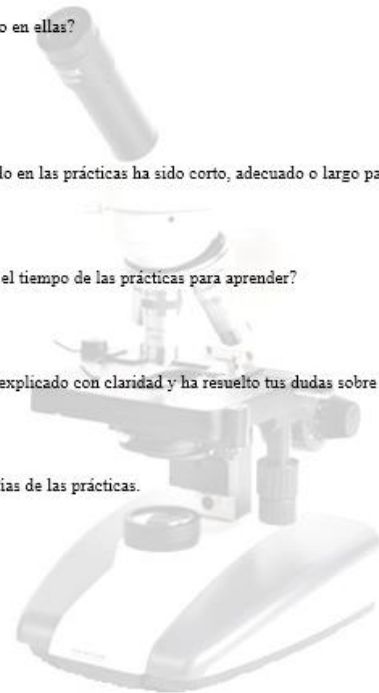 o en ellas?
do en las prácticas ha sido corto, adecuado o largo pa
el tiempo de las prácticas para aprender?
explicado con claridad y ha resuelto tus dudas sobre
ias de las prácticas.